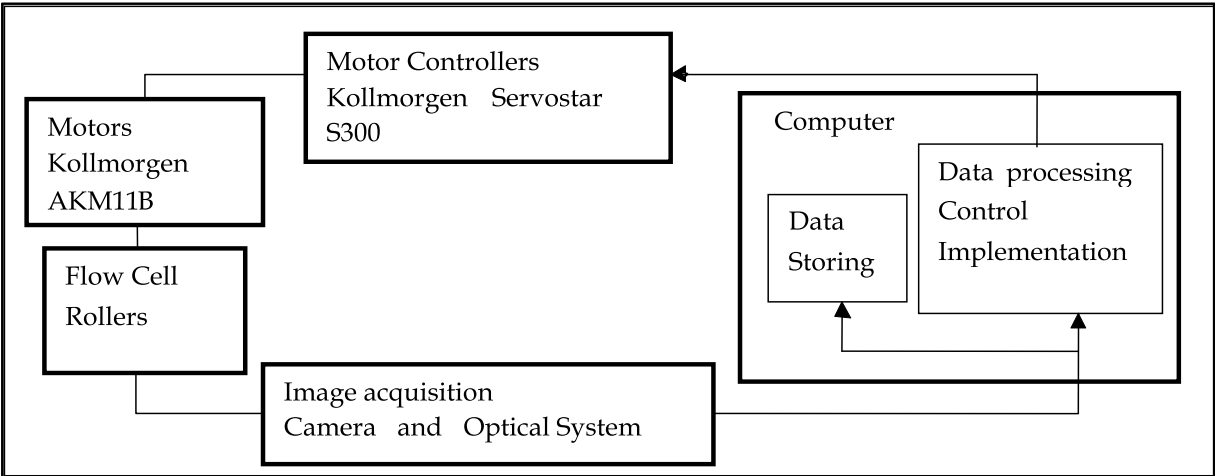 Motor Controllers
Kollmorgen Servostar
S300
Motors
Kollmorgen
AKM11B
Computer
Data processing
Control
Implementation
Data
Storing
Flow Cell
Rollers
Image acquisition
Camera and Optical System